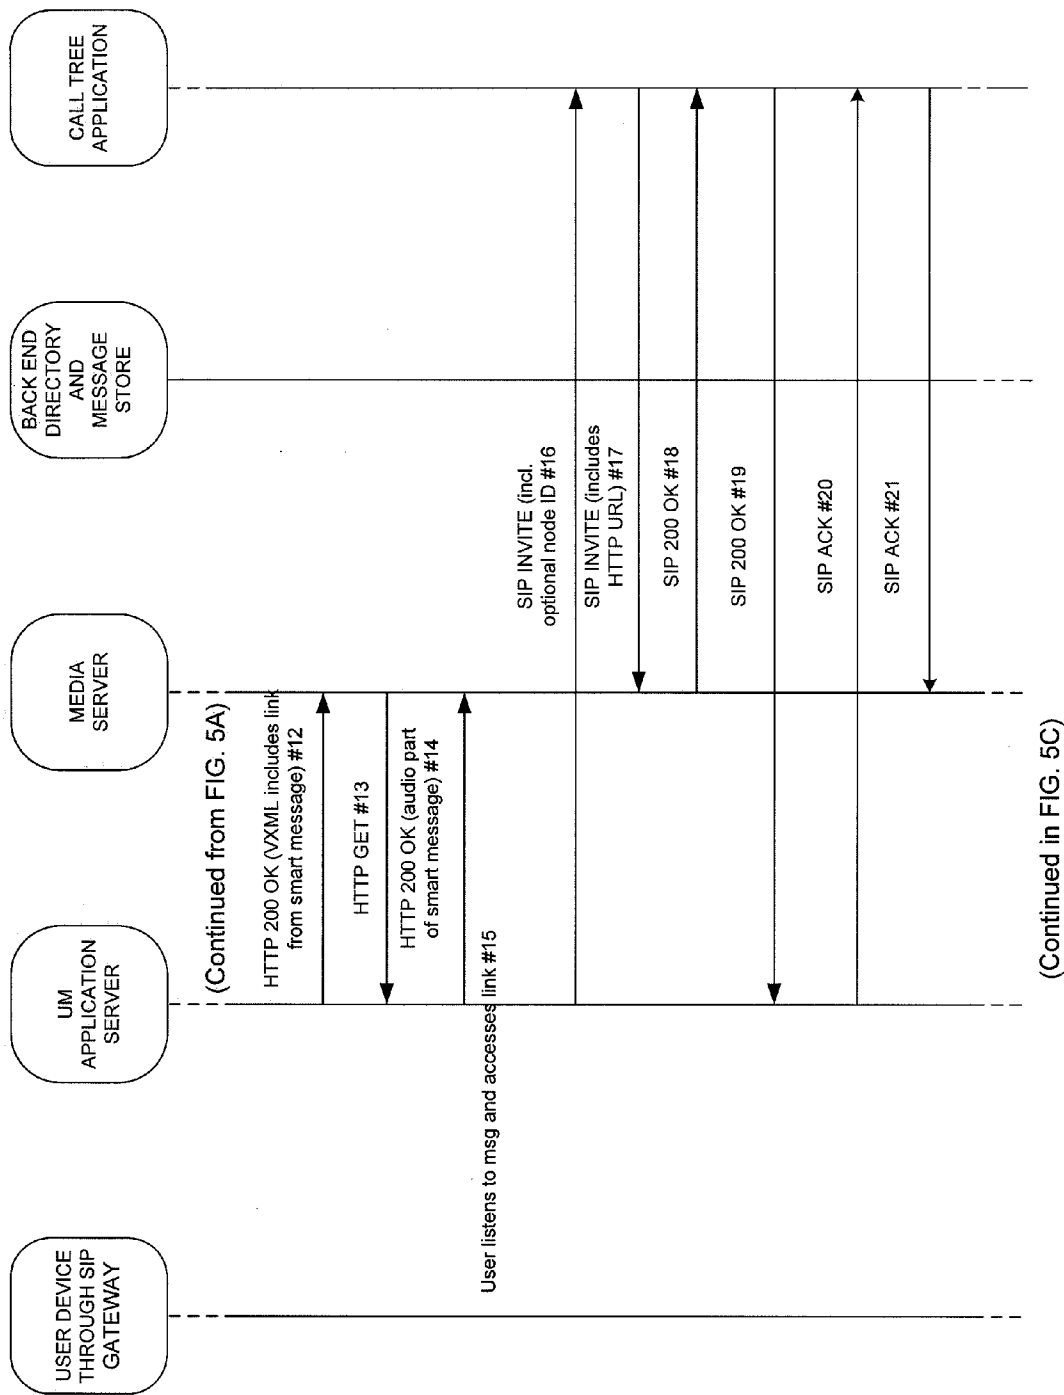 USER DEVICE
THROUGH SIP
GATEWAY
UM
APPLICATION
SERVER
MEDIA
SERVER
BACK END
DIRECTORY
AND
MESSAGE
STORE
CALL TREE
APPLICATION
(Continued from FIG. 5A)
HTTP 200 OK (VXML includes link
from smart message) #12
HTTP GET #13
HTTP 200 OK (audio part
of smart message) #14
User listens to msg and accesses link #15
SIP INVITE (incl.
optional node ID #16
SIP INVITE (includes
HTTP URL) #17
SIP 200 OK #18
SIP 200 OK #19
SIP ACK #20
SIP ACK #21
(Continued in FIG. 5C)